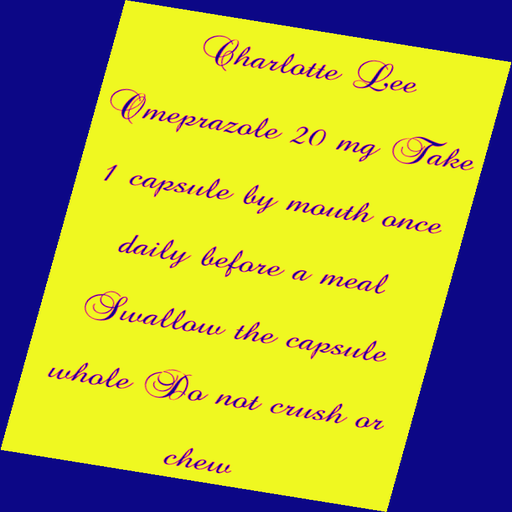 Charlotte Lee
Omeprazole 20 mg Take
1 capsule by mouth once
daily before a meal
Swallow the capsule
whole Do not crush or
chew